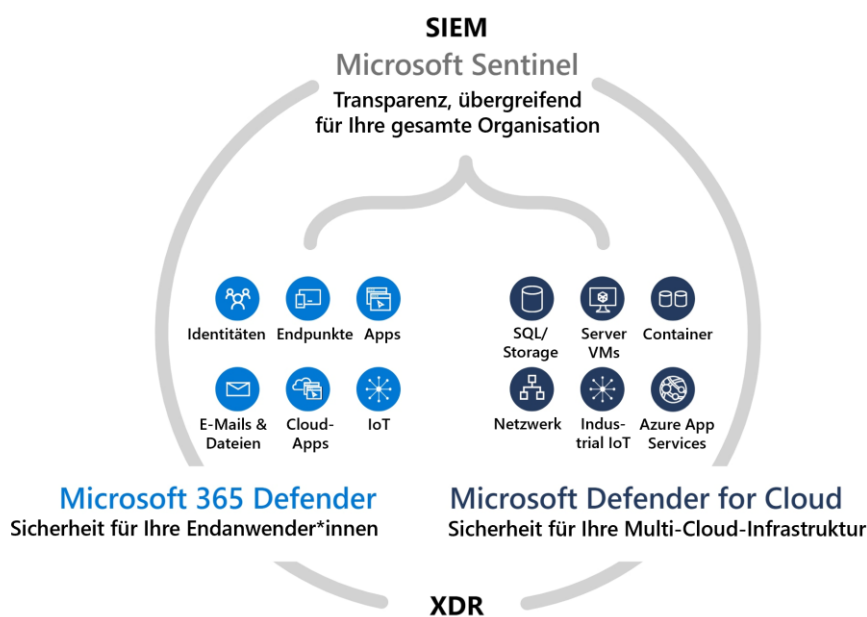 SIEM
Microsoft Sentinel
Transparenz, übergreifend
für Ihre gesamte Organisation
Identitäten
Endpunkte
Apps
E-Mails &
Dateien
Cloud-
Apps
IoT
SQL/
Storage
Server
VMs
Container
Netzwerk
Indus-
trial IoT
Azure App
Services
Microsoft 365 Defender
Sicherheit für Ihre Endanwender*innen
Microsoft Defender for Cloud
Sicherheit für Ihre Multi-Cloud-Infrastruktur
XDR